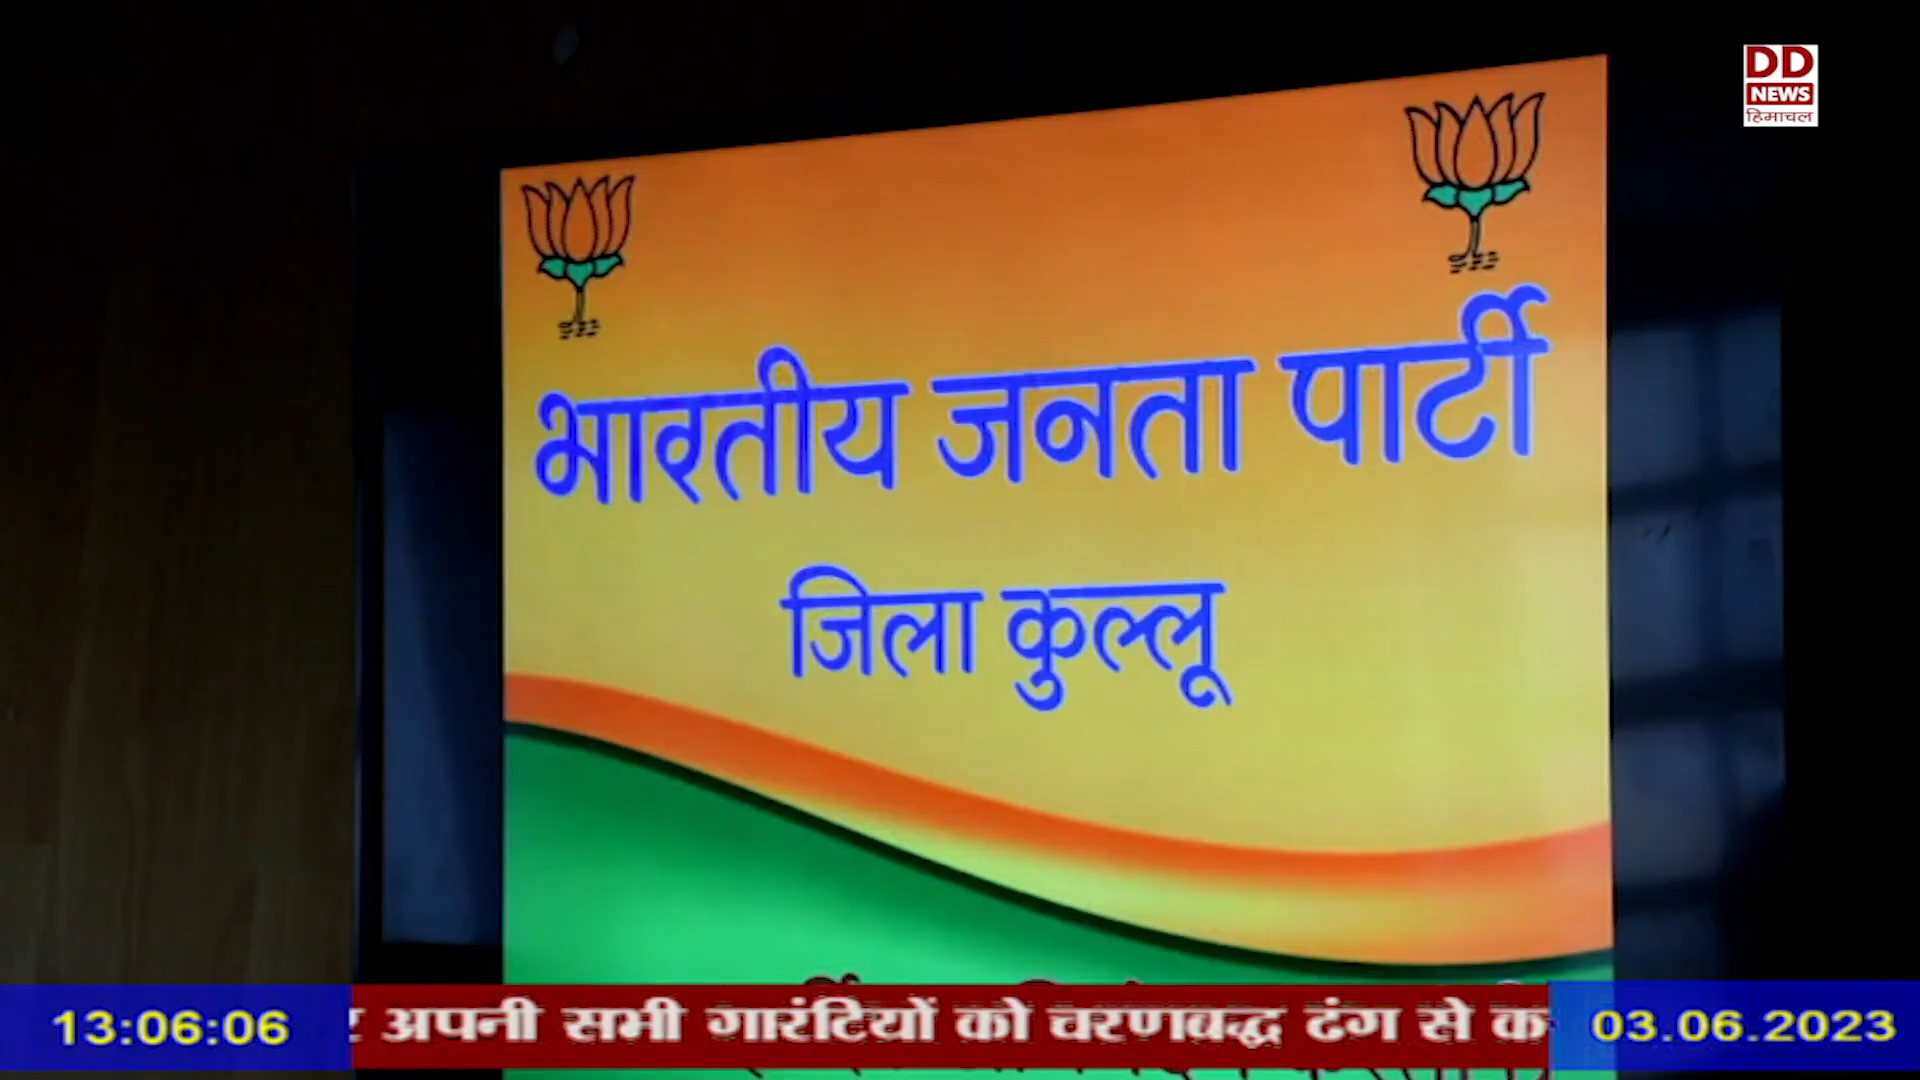 DD
NEWS
हिमाचल
भारतीय जनता पार्टी
जिला कुल्लू
13:06:06
अपनी सभी गारंटियों को चरणबद्ध ढंग से
03.06.2023